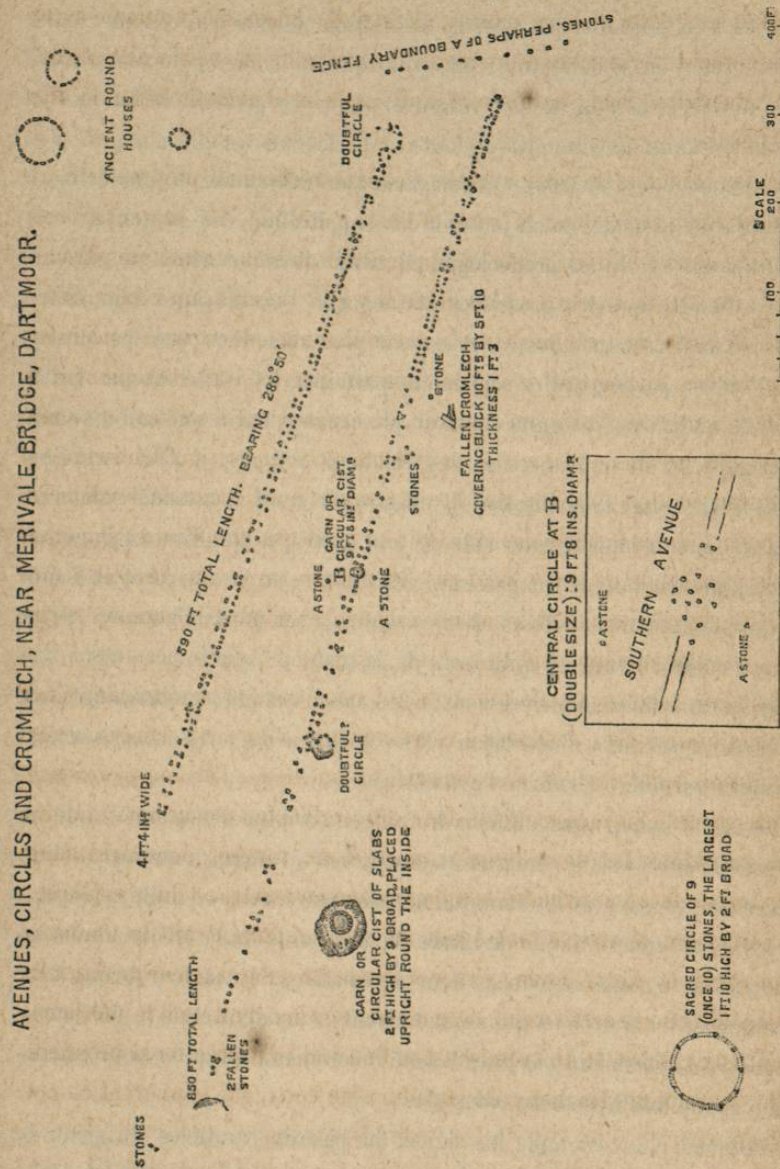 AVENUES, CIRCLES AND CROMLECH, NEAR MERIVALE BRIDGE, DARTMOOR.
ANCIENT ROUND
HOUSES
STONES, PERHAPS OF A BOUNDARY FENCE
DOUBTFUL
CIRCLE
590 FT TOTAL LENGTH. BEARING 286° 50'
4 FT 4 INS WIDE
STONES
850 FT TOTAL LENGTH
2 FALLEN
STONES
A STONE
CARN OR
B CIRCULAR CIST
9 FT 8 INS DIAMR
A STONE
STONES
STONE
DOUBTFUL?
CIRCLE
FALLEN CROMLECH
COVERING BLOCK 10 FT 5 BY 5 FT 10
THICKNESS 1 FT 3
CARN OR
CIRCULAR CIST OF SLABS
2 FT HIGH BY 9 BROAD, PLACED
UPRIGHT ROUND THE INSIDE
CENTRAL CIRCLE AT B
(DOUBLE SIZE): 9 FT 8 INS. DIAMR
A STONE
SOUTHERN AVENUE
A STONE
SACRED CIRCLE OF 9
(ONCE 10) STONES, THE LARGEST
1 FT 10 HIGH BY 2 FT BROAD
SCALE
100 200 300 400 F